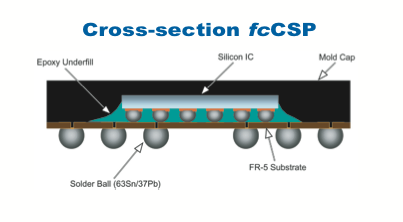 Cross-section fcCSP
Silicon IC
Mold Cap
Epoxy Underfill
FR-5 Substrate
Solder Ball (63Sn/37Pb)